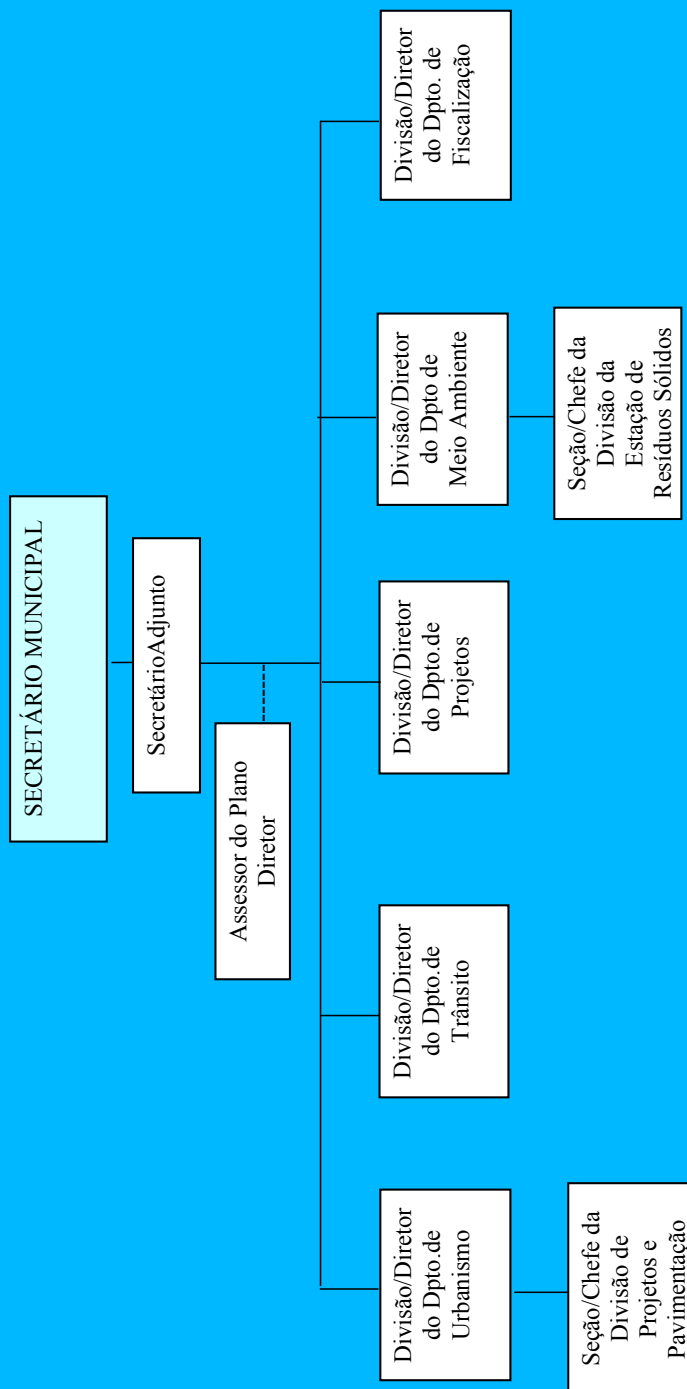 SECRETÁRIO MUNICIPAL
SecretárioAdjunto
Assessor do Plano
Diretor
Divisão/Diretor
do Dpto.de
Urbanismo
Divisão/Diretor
do Dpto.de
Trânsito
Divisão/Diretor
do Dpto.de
Projetos
Divisão/Diretor
do Dpto de
Meio Ambiente
Divisão/Diretor
do Dpto. de
Fiscalização
Seção/Chefe da
Divisão de
Projetos e
Pavimentação
Seção/Chefe da
Divisão da
Estação de
Resíduos Sólidos